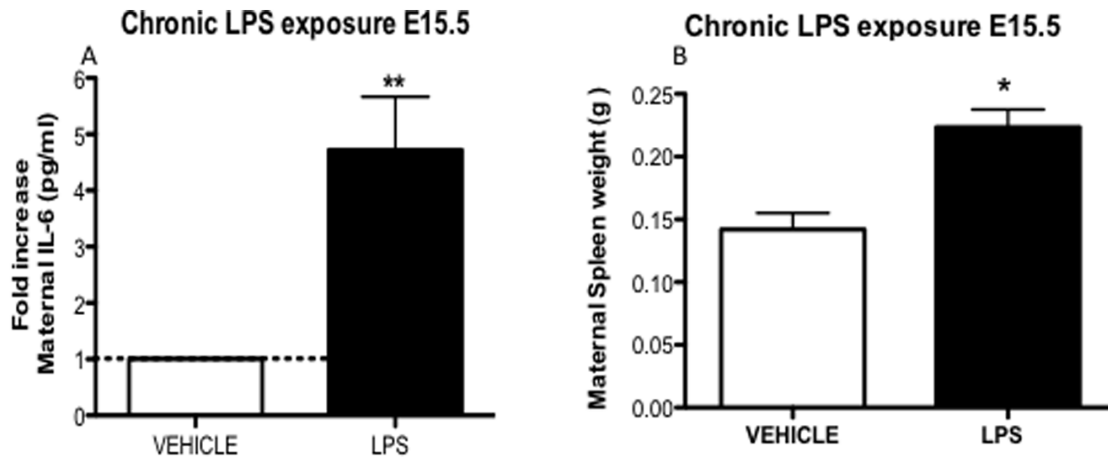 Chronic LPS exposure E15.5
A
Fold increase
Maternal IL-6 (pg/ml)
6
5
4
3
2
1
0
**
VEHICLE
LPS
Chronic LPS exposure E15.5
B
Maternal Spleen weight (g )
0.25
0.20
0.15
0.10
0.05
0.00
*
VEHICLE
LPS